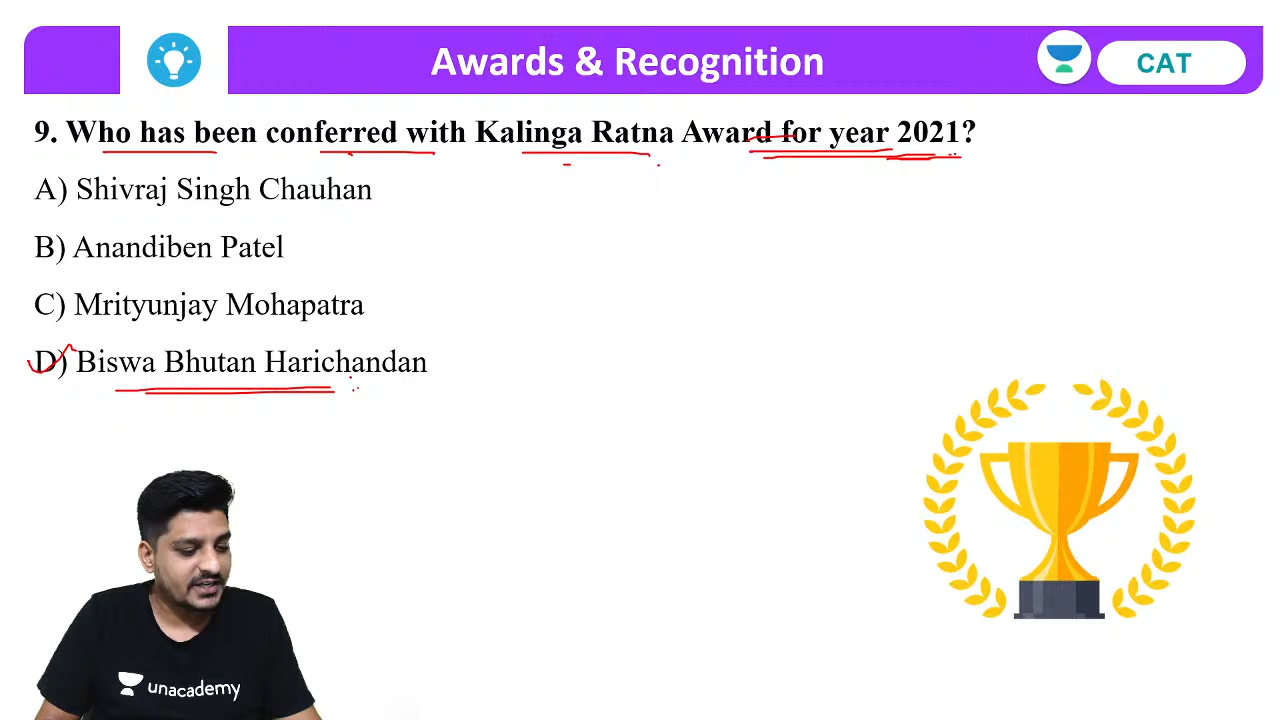 Awards & Recognition
CAT
9. Who has been conferred with Kalinga Ratna Award for year 2021?
A) Shivraj Singh Chauhan
B) Anandiben Patel
C) Mrityunjay Mohapatra
D) Biswa Bhutan Harichandan
unacademy